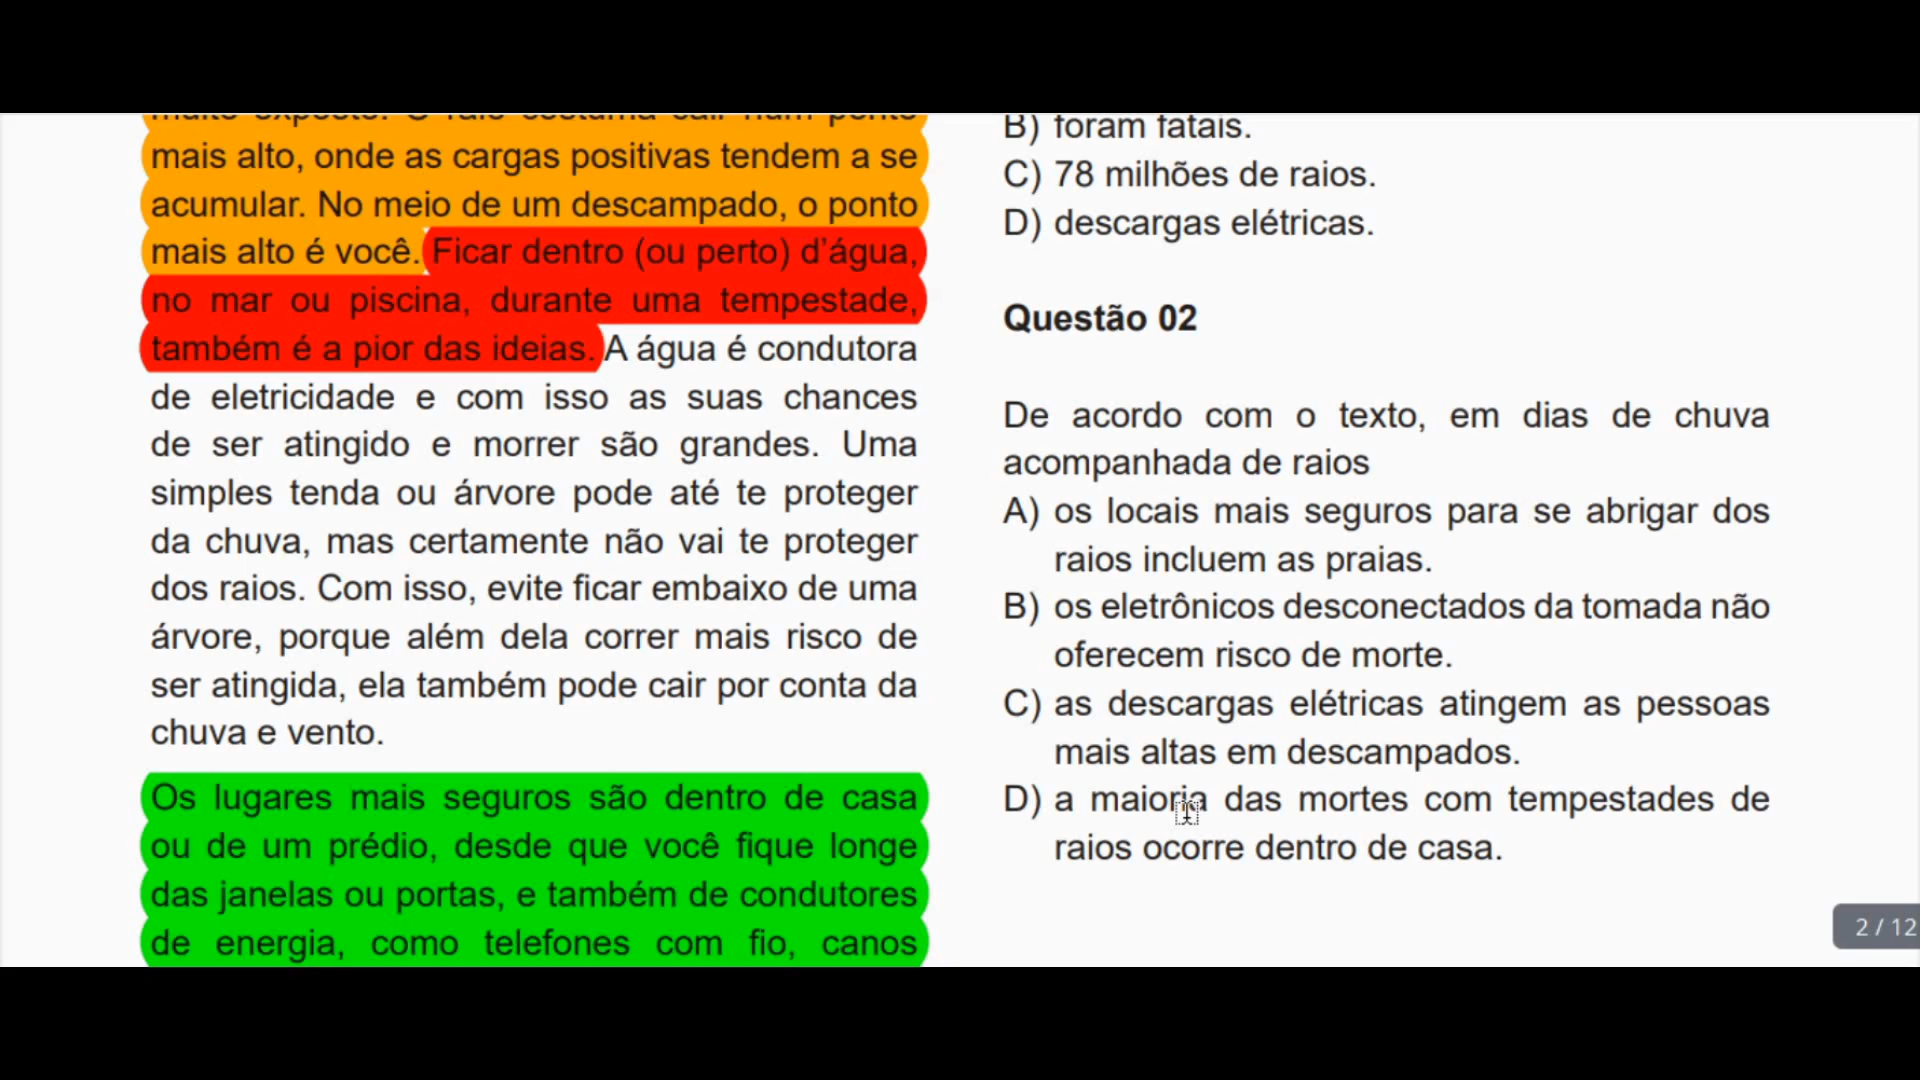 muito exposto. O raio costuma cair num ponto
mais alto, onde as cargas positivas tendem a se
acumular. No meio de um descampado, o ponto
mais alto é você. Ficar dentro (ou perto) d’água,
no mar ou piscina, durante uma tempestade,
também é a pior das ideias. A água é condutora
de eletricidade e com isso as suas chances
de ser atingido e morrer são grandes. Uma
simples tenda ou árvore pode até te proteger
da chuva, mas certamente não vai te proteger
dos raios. Com isso, evite ficar embaixo de uma
árvore, porque além dela correr mais risco de
ser atingida, ela também pode cair por conta da
chuva e vento.
Os lugares mais seguros são dentro de casa
ou de um prédio, desde que você fique longe
das janelas ou portas, e também de condutores
de energia, como telefones com fio, canos
B) foram fatais.
C) 78 milhões de raios.
D) descargas elétricas.
Questão 02
De acordo com o texto, em dias de chuva
acompanhada de raios
A) os locais mais seguros para se abrigar dos
raios incluem as praias.
B) os eletrônicos desconectados da tomada não
oferecem risco de morte.
C) as descargas elétricas atingem as pessoas
mais altas em descampados.
D) a maioria das mortes com tempestades de
raios ocorre dentro de casa.
2 / 12